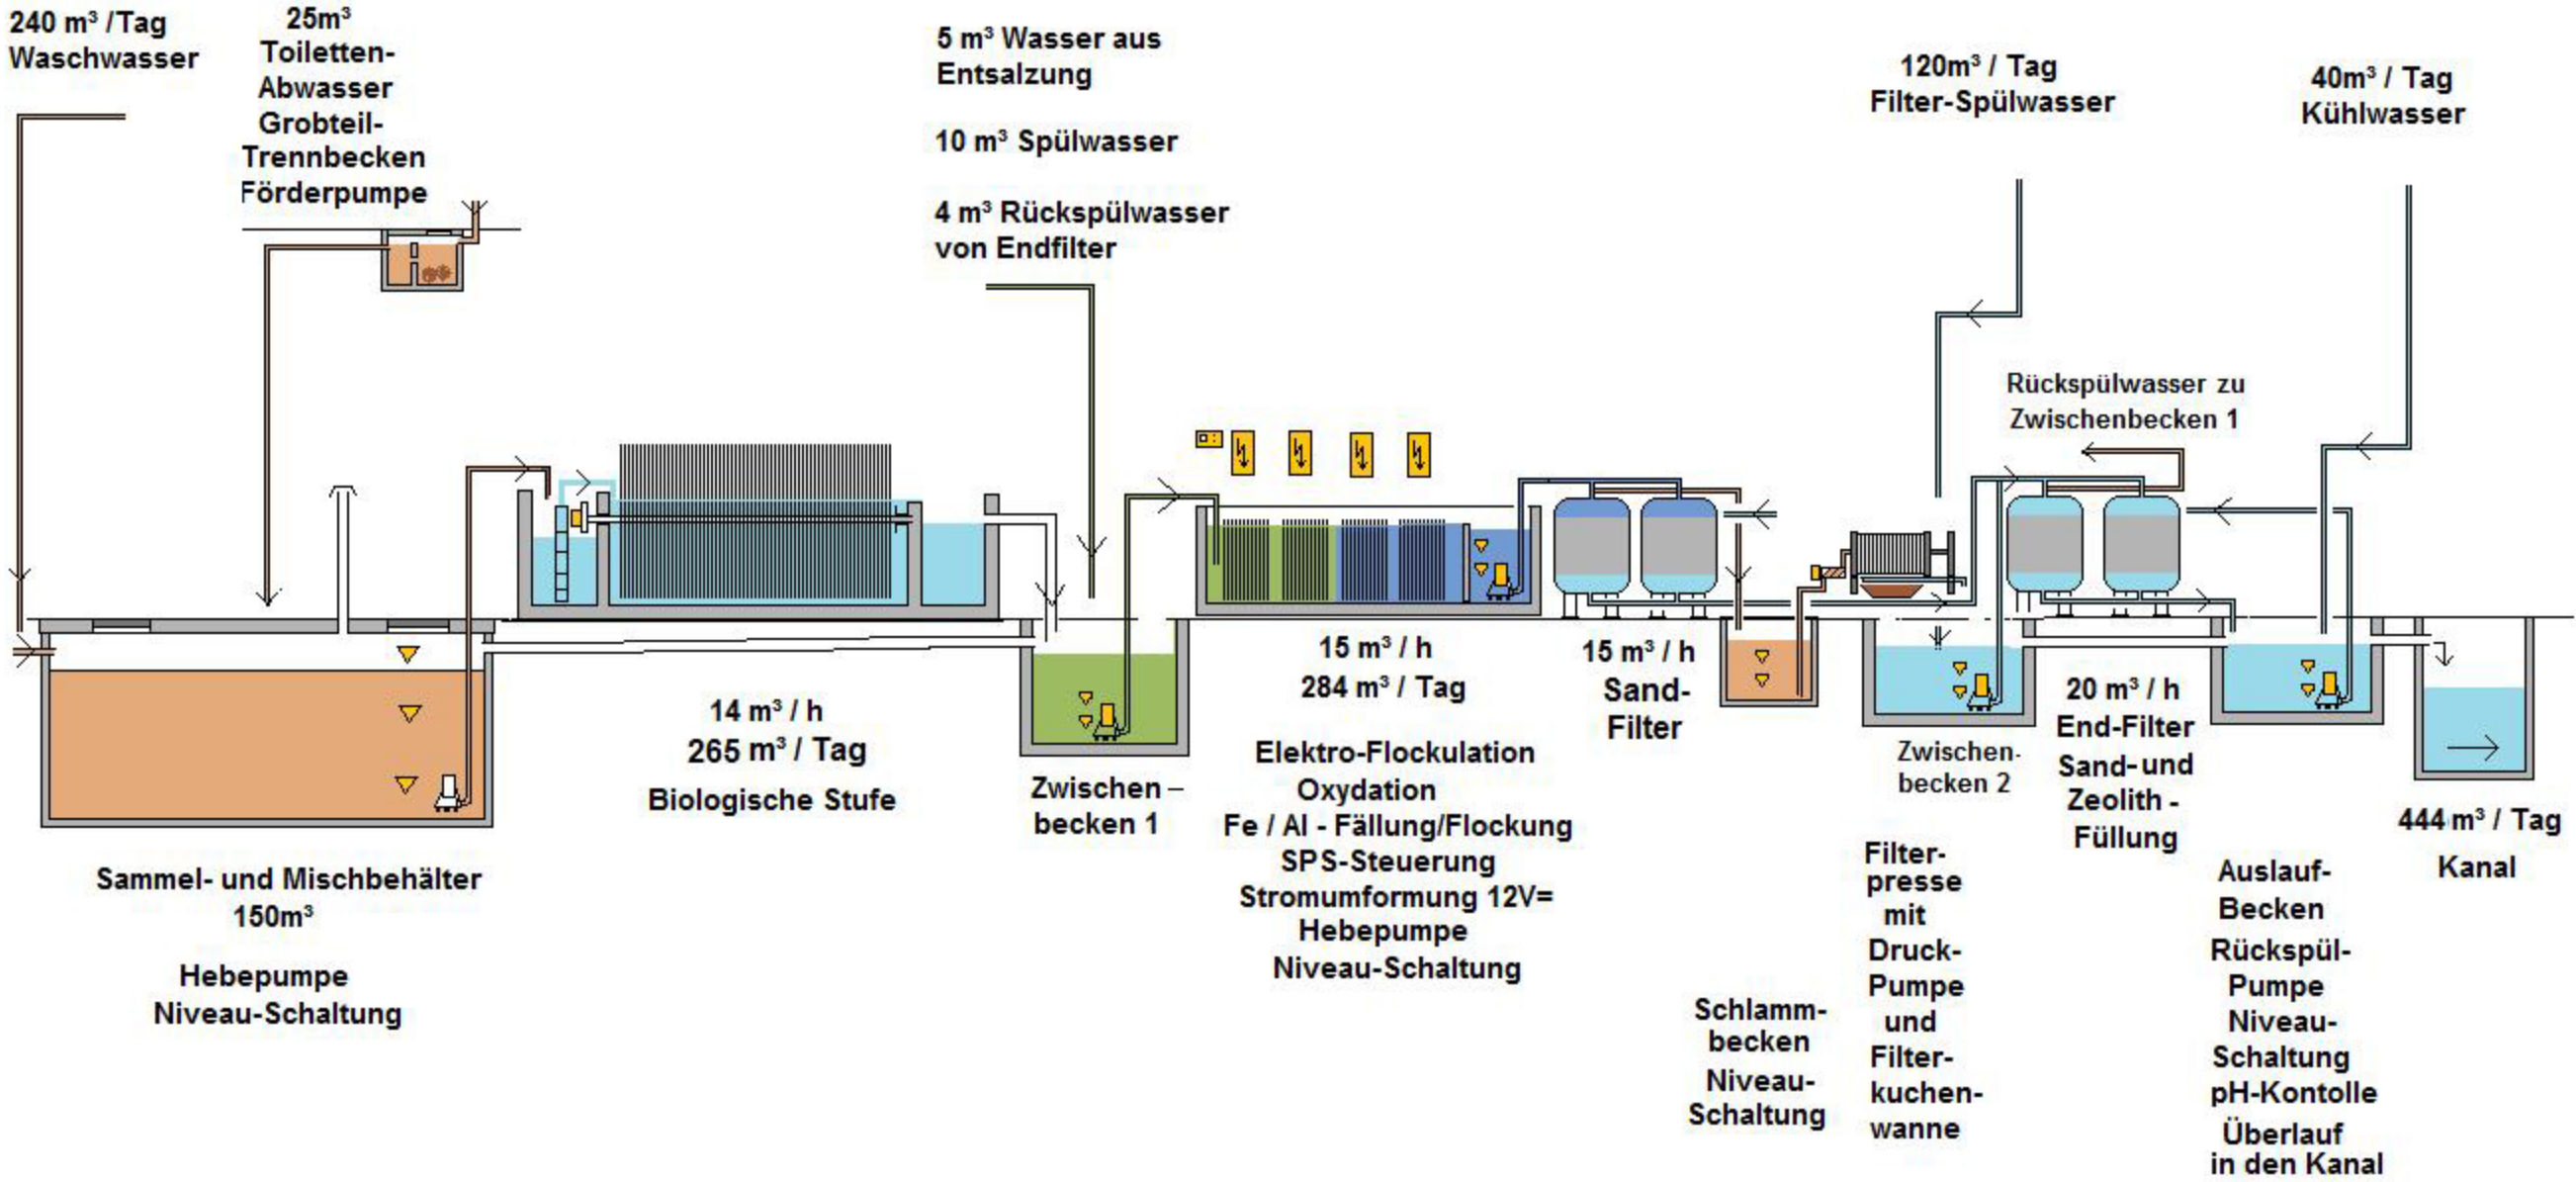 240 m³ /Tag
Waschwasser
25m³
Toiletten-
Abwasser
Grobteil-
Trennbecken
Förderpumpe
5 m³ Wasser aus
Entsalzung
10 m³ Spülwasser
4 m³ Rückspülwasser
von Endfilter
120m³ / Tag
Filter-Spülwasser
40m³ / Tag
Kühlwasser
Rückspülwasser zu
Zwischenbecken 1
Sammel- und Mischbehälter
150m³
Hebepumpe
Niveau-Schaltung
14 m³ / h
265 m³ / Tag
Biologische Stufe
Zwischen –
becken 1
15 m³ / h
284 m³ / Tag
Elektro-Flockulation
Oxydation
Fe / Al - Fällung/Flockung
SPS-Steuerung
Stromumformung 12V=
Hebepumpe
Niveau-Schaltung
15 m³ / h
Sand-
Filter
Schlamm-
becken
Niveau-
Schaltung
Zwischen-
becken 2
Filter-
presse
mit
Druck-
Pumpe
und
Filter-
kuchen-
wanne
20 m³ / h
End-Filter
Sand-und
Zeolith -
Füllung
Auslauf-
Becken
Rückspül-
Pumpe
Niveau-
Schaltung
pH-Kontolle
Überlauf
in den Kanal
444 m³ / Tag
Kanal